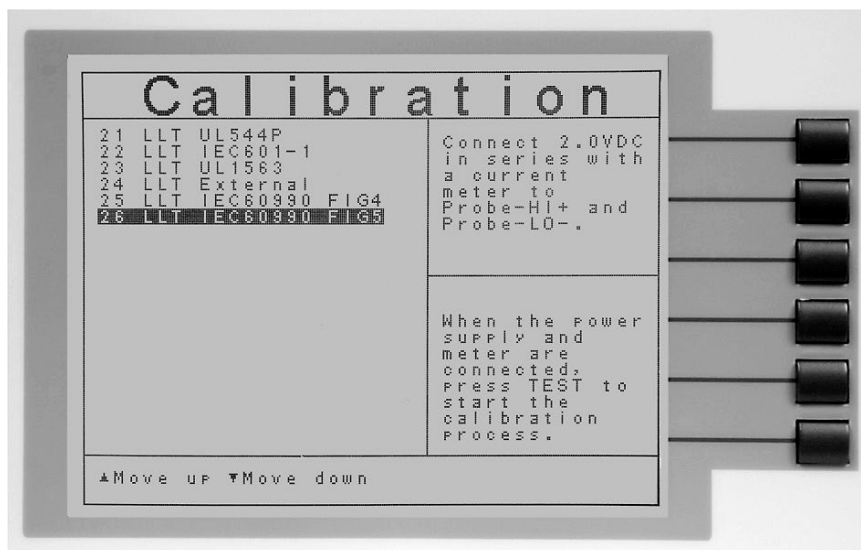 Calibration
21 LLT UL544P
22 LLT IEC601-1
23 LLT UL1563
24 LLT External
25 LLT IEC60990 FIG4
26 LLT IEC60990 FIG5
Connect 2.0VDC
in series with
a current
meter to
Probe-HI+ and
Probe-LO-.
When the power
supply and
meter are
connected,
press TEST to
start the
calibration
process.
▲Move up ▼Move down